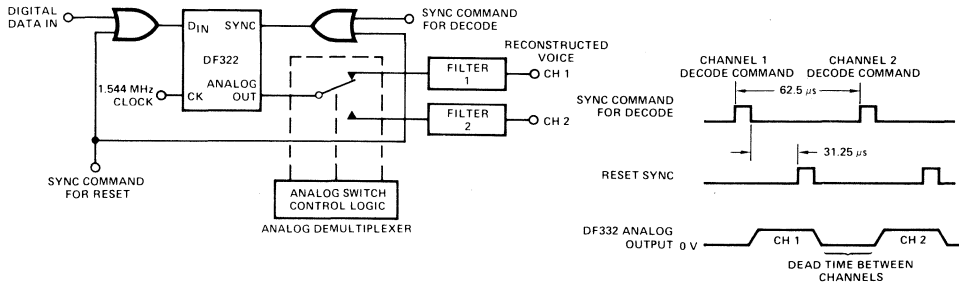 DIGITAL
DATA IN
DIN
SYNC
DF322
ANALOG
OUT
CK
1.544 MHz
CLOCK
SYNC COMMAND
FOR RESET
SYNC COMMAND
FOR DECODE
RECONSTRUCTED
VOICE
FILTER
1
CH 1
FILTER
2
CH 2
ANALOG SWITCH
CONTROL LOGIC
ANALOG DEMULTIPLEXER
CHANNEL 1
DECODE COMMAND
CHANNEL 2
DECODE COMMAND
62.5 μs
SYNC COMMAND
FOR DECODE
31.25 μs
RESET SYNC
DF332 ANALOG
OUTPUT
0 V
CH 1
CH 2
DEAD TIME BETWEEN
CHANNELS